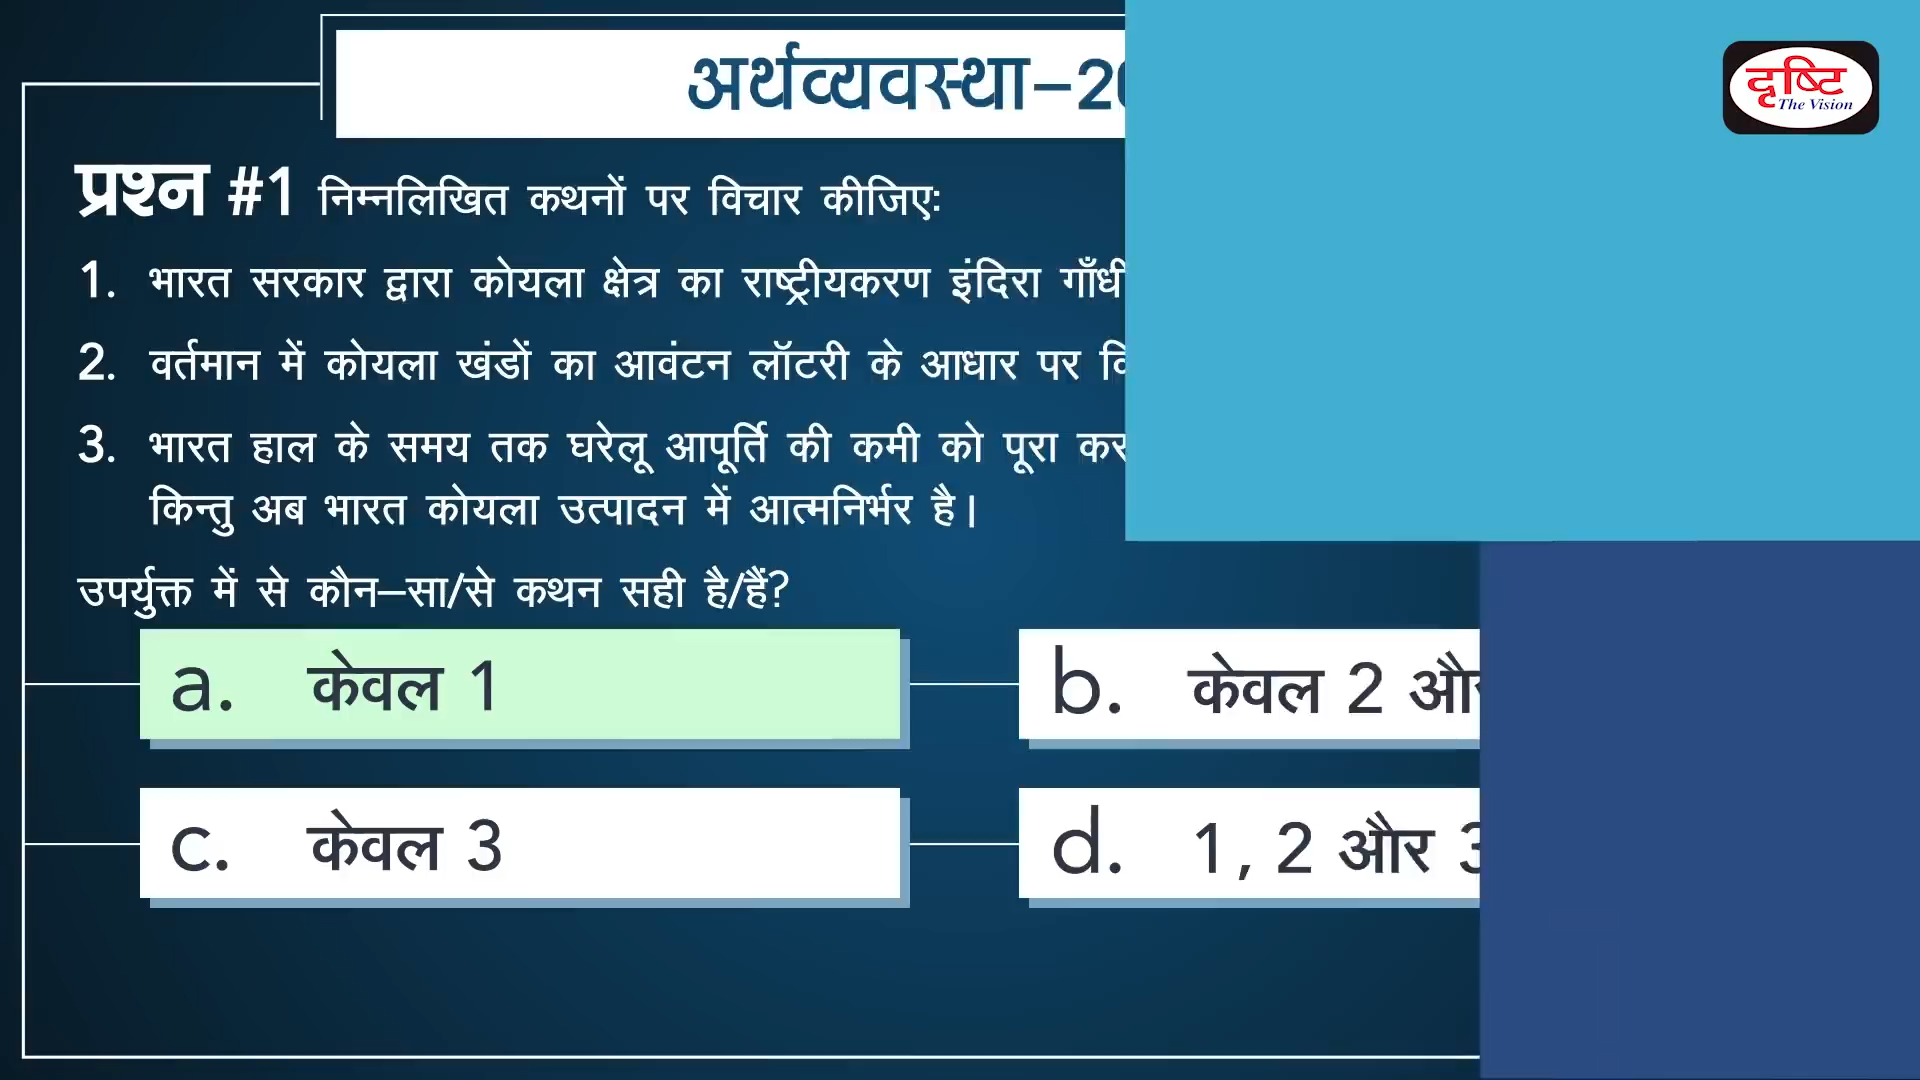 अर्थव्यवस्था–20
दृष्टि
The Vision
प्रश्न #1 निम्नलिखित कथनों पर विचार कीजिएः
1. भारत सरकार द्वारा कोयला क्षेत्र का राष्ट्रीयकरण इंदिरा गाँधी
2. वर्तमान में कोयला खंडों का आवंटन लॉटरी के आधार पर
3. भारत हाल के समय तक घरेलू आपूर्ति की कमी को पूरा
किन्तु अब भारत कोयला उत्पादन में आत्मनिर्भर है।
उपर्युक्त में से कौन–सा/से कथन सही है/हैं?
a. केवल 1
b. केवल 2
c. केवल 3
d. 1, 2 और 3